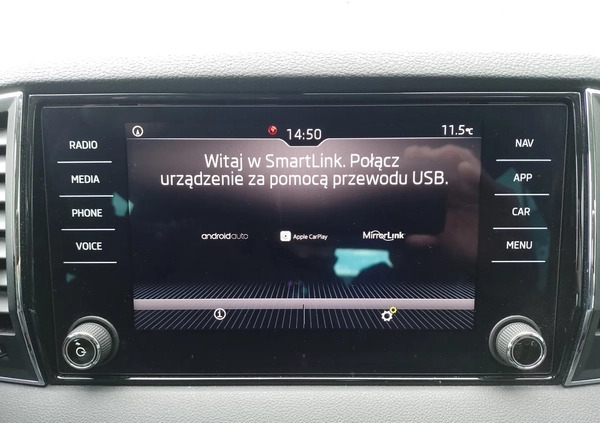 14:50
11.5°C
RADIO
MEDIA
PHONE
VOICE
Witaj w SmartLink. Połącz
urządzenie za pomocą przewodu USB.
androidauto
Apple CarPlay
MirrorLink
NAV
APP
CAR
MENU